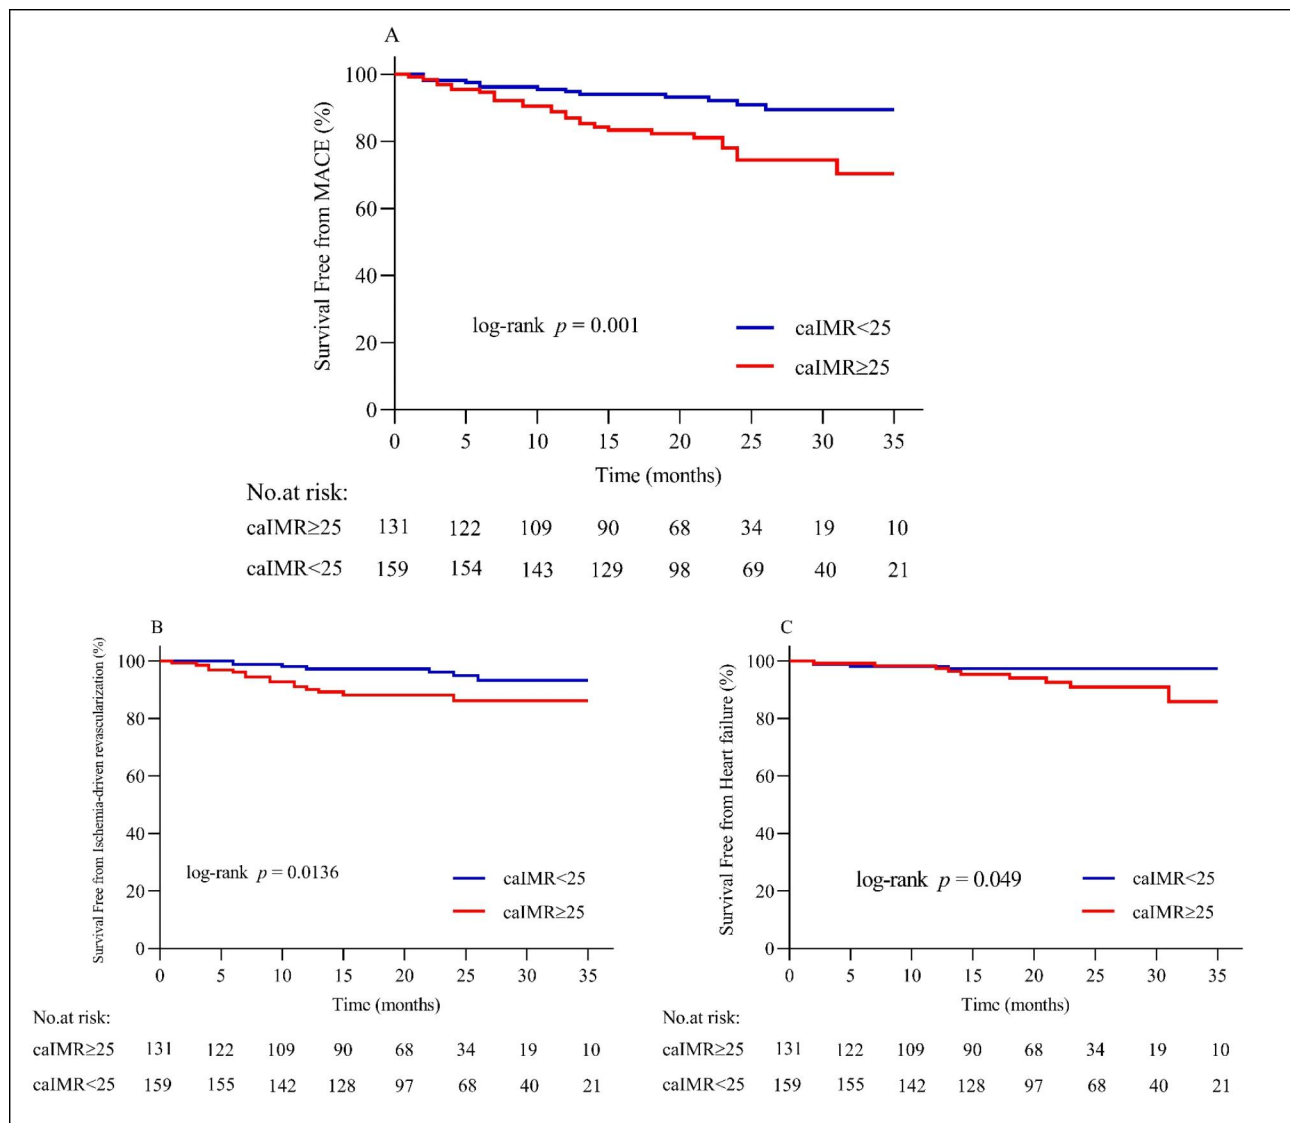 A
Survival Free from MACE (%)
100
80
60
40
20
0
log-rank p = 0.001
caIMR<25
caIMR≥25
0 5 10 15 20 25 30 35
Time (months)
No.at risk:
caIMR≥25 131 122 109 90 68 34 19 10
caIMR<25 159 154 143 129 98 69 40 21
B
Survival Free from Ischemia-driven revascularization (%)
100
80
60
40
20
0
log-rank p = 0.0136
caIMR<25
caIMR≥25
0 5 10 15 20 25 30 35
Time (months)
No.at risk:
caIMR≥25 131 122 109 90 68 34 19 10
caIMR<25 159 155 142 128 97 68 40 21
C
Survival Free from Heart failure (%)
100
80
60
40
20
0
log-rank p = 0.049
caIMR<25
caIMR≥25
0 5 10 15 20 25 30 35
Time (months)
No.at risk:
caIMR≥25 131 122 109 90 68 34 19 10
caIMR<25 159 155 142 128 97 68 40 21